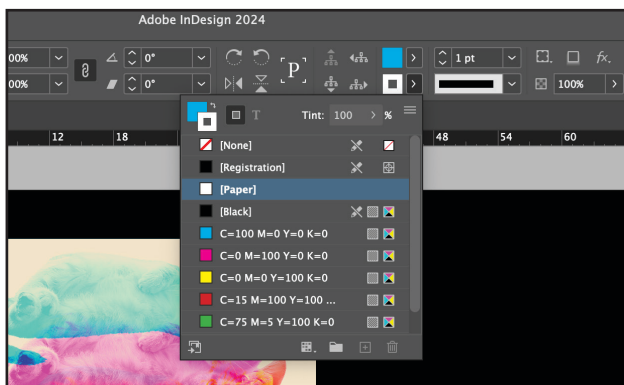 Adobe InDesign 2024
00% 0° P 1 pt fx.
00% 0° 100%
T Tint: 100 > %
12 18 48 54 60
[None]
[Registration]
[Paper]
[Black]
C=100 M=0 Y=0 K=0
C=0 M=100 Y=0 K=0
C=0 M=0 Y=100 K=0
C=15 M=100 Y=100 ...
C=75 M=5 Y=100 K=0